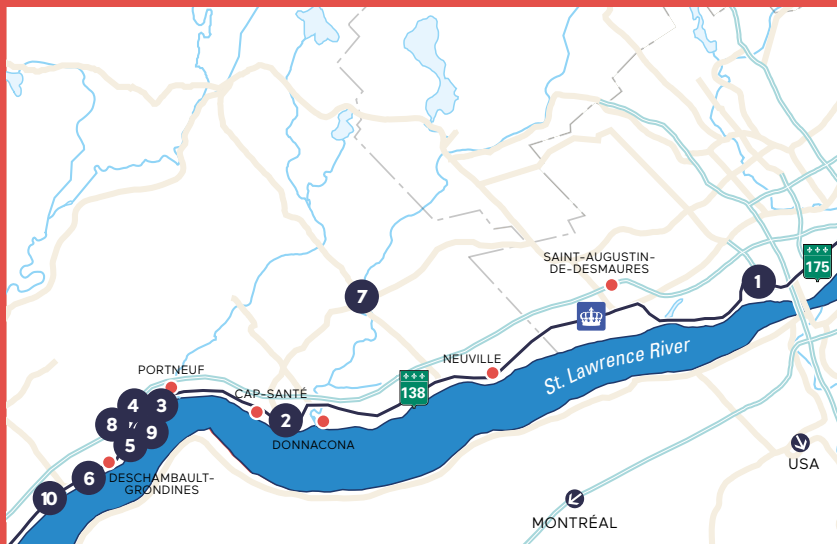 SAINT-AUGUSTIN-
DE-DESMAURES
1
175
7
St. Lawrence River
NEUVILLE
PORTNEUF
138
CAP-SANTÉ
4
3
8
9
2
5
DONNACONA
USA
6
DESCHAMBAULT-
GRONDINES
10
MONTRÉAL